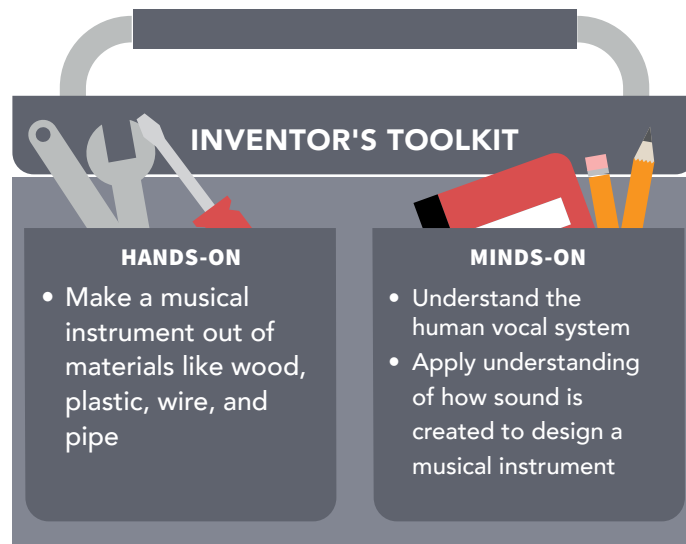 INVENTOR'S TOOLKIT
HANDS-ON
• Make a musical
instrument out of
materials like wood,
plastic, wire, and
pipe
MINDS-ON
• Understand the
human vocal system
• Apply understanding
of how sound is
created to design a
musical instrument